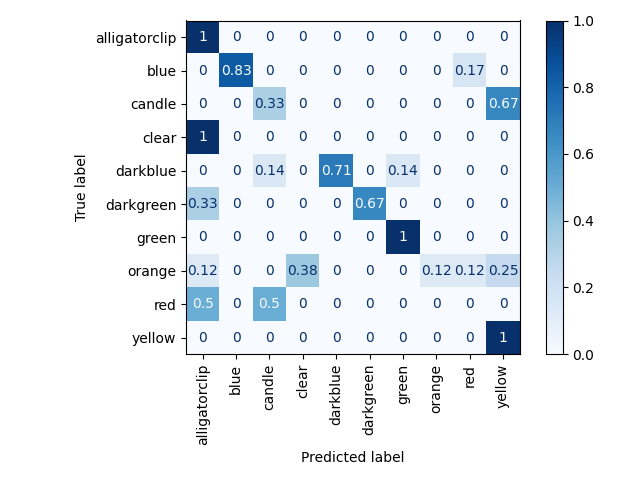 True label
alligatorclip 1 0 0 0 0 0 0 0 0 0
blue 0 0.83 0 0 0 0 0 0 0.17 0
candle 0 0 0.33 0 0 0 0 0 0 0.67
clear 1 0 0 0 0 0 0 0 0 0
darkblue 0 0 0.14 0 0.71 0 0.14 0 0 0
darkgreen 0.33 0 0 0 0 0.67 0 0 0 0
green 0 0 0 0 0 0 1 0 0 0
orange 0.12 0 0 0.38 0 0 0 0.12 0.12 0.25
red 0.5 0 0.5 0 0 0 0 0 0 0
yellow 0 0 0 0 0 0 0 0 0 1
alligatorclip blue candle clear darkblue darkgreen green orange red yellow
Predicted label
1.0
0.8
0.6
0.4
0.2
0.0